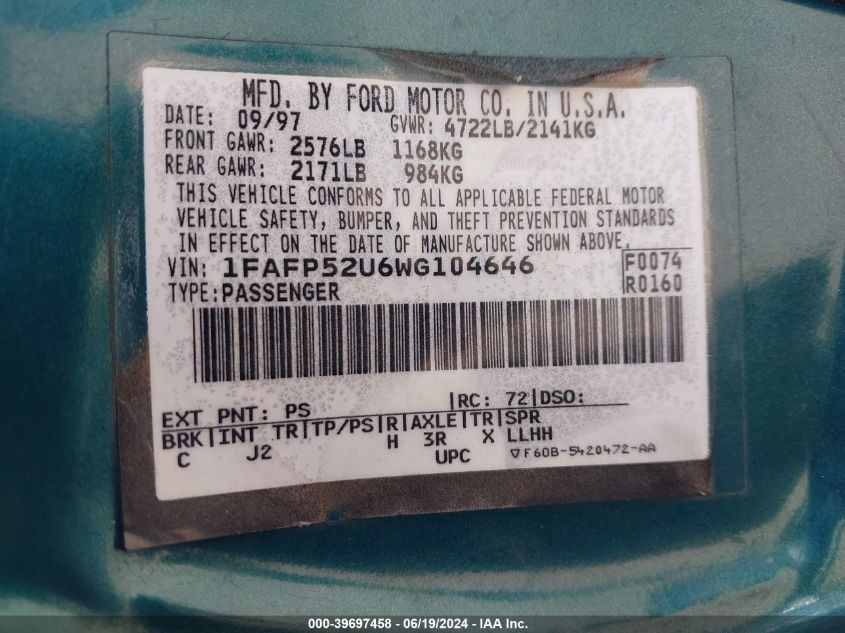 MFD. BY FORD MOTOR CO. IN U.S.A.
DATE: 09/97 GVWR: 4722LB/2141KG
FRONT GAWR: 2576LB 1168KG
REAR GAWR: 2171LB 984KG
THIS VEHICLE CONFORMS TO ALL APPLICABLE FEDERAL MOTOR
VEHICLE SAFETY, BUMPER, AND THEFT PREVENTION STANDARDS
IN EFFECT ON THE DATE OF MANUFACTURE SHOWN ABOVE.
VIN: 1FAFP52U6WG104646 F0074
TYPE: PASSENGER R0160
EXT PNT: PS |RC: 72|DSO:
BRK|INT TR|TP/PS|R|AXLE|TR|SPR
C J2 H 3R X LLHH
UPC ▽F60B-5420472-AA
000-39697458 - 06/19/2024 - IAA Inc.